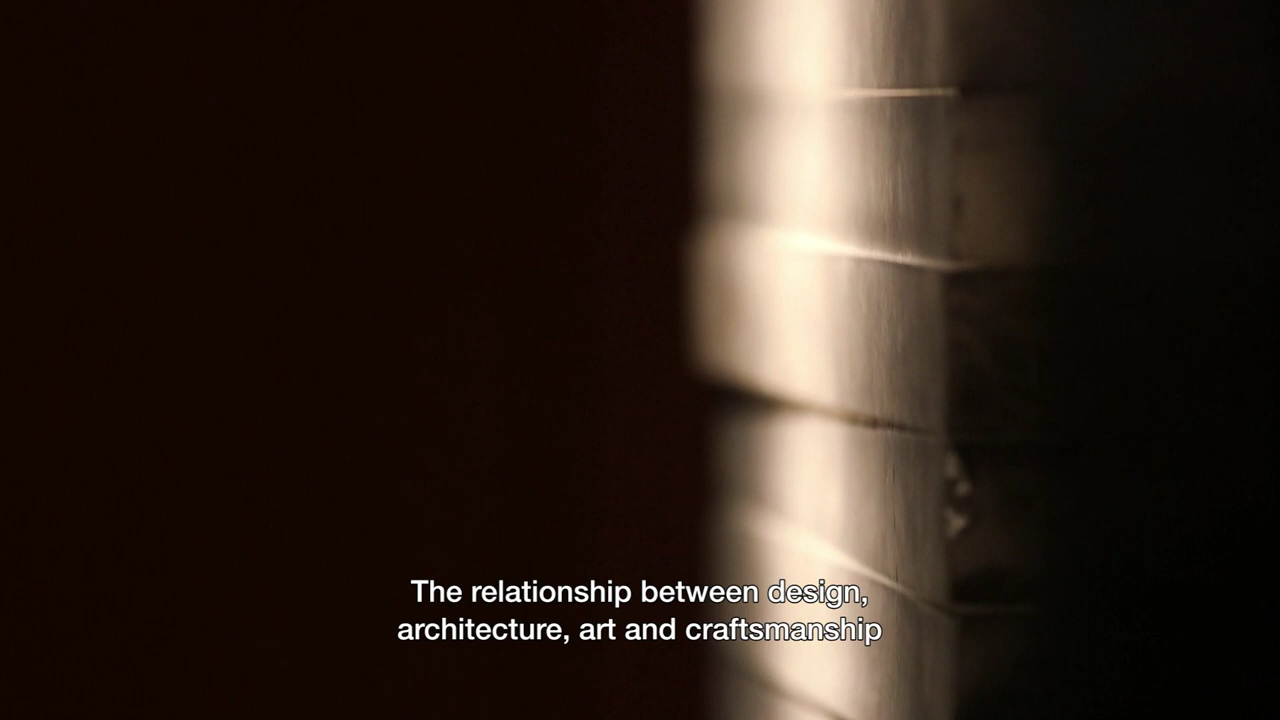 The relationship between design,
architecture, art and craftsmanship